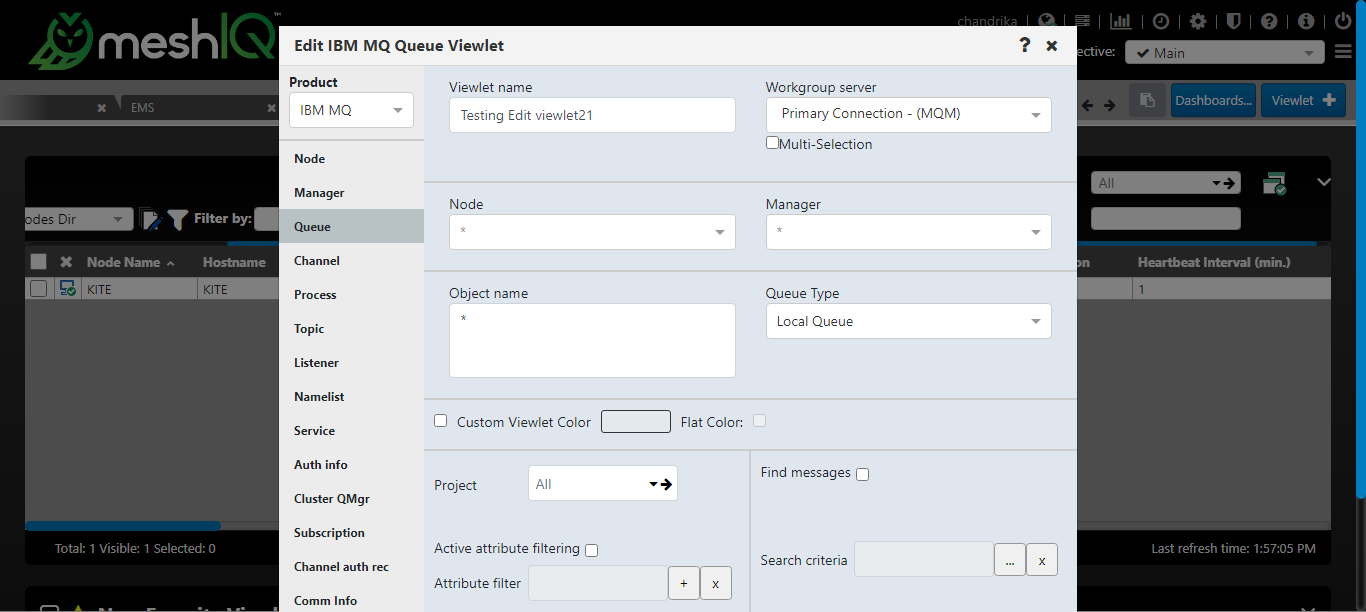 meshIQ™
chandrika
ective: Main
EMS
Dashboards...
Viewlet
Edit IBM MQ Queue Viewlet
Product
IBM MQ
Node
Manager
Queue
Channel
Process
Topic
Listener
Namelist
Service
Auth info
Cluster QMgr
Subscription
Channel auth rec
Comm Info
Viewlet name
Workgroup server
Testing Edit viewlet21
Primary Connection - (MQM)
Multi-Selection
Node
Manager
*
*
Object name
Queue Type
*
Local Queue
Custom Viewlet Color
Flat Color:
Project
All
Find messages
Active attribute filtering
Search criteria
...
x
Attribute filter
+
x
All
odes Dir
Filter by:
Node Name
Hostname
on
Heartbeat Interval (min.)
KITE
KITE
1
Total: 1 Visible: 1 Selected: 0
Last refresh time: 1:57:05 PM